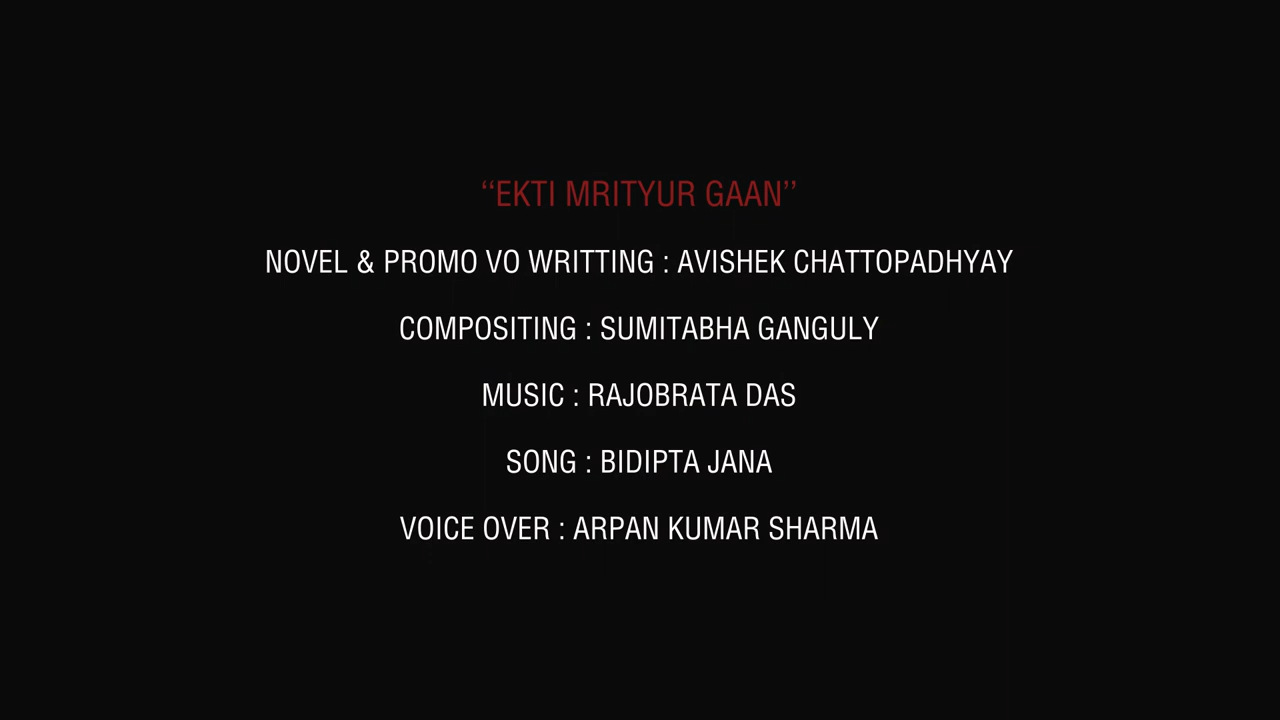 ‘‘EKTI MRITYUR GAAN’’
NOVEL & PROMO VO WRITTING : AVISHEK CHATTOPADHYAY
COMPOSITING : SUMITABHA GANGULY
MUSIC : RAJOBRATA DAS
SONG : BIDIPTA JANA
VOICE OVER : ARPAN KUMAR SHARMA